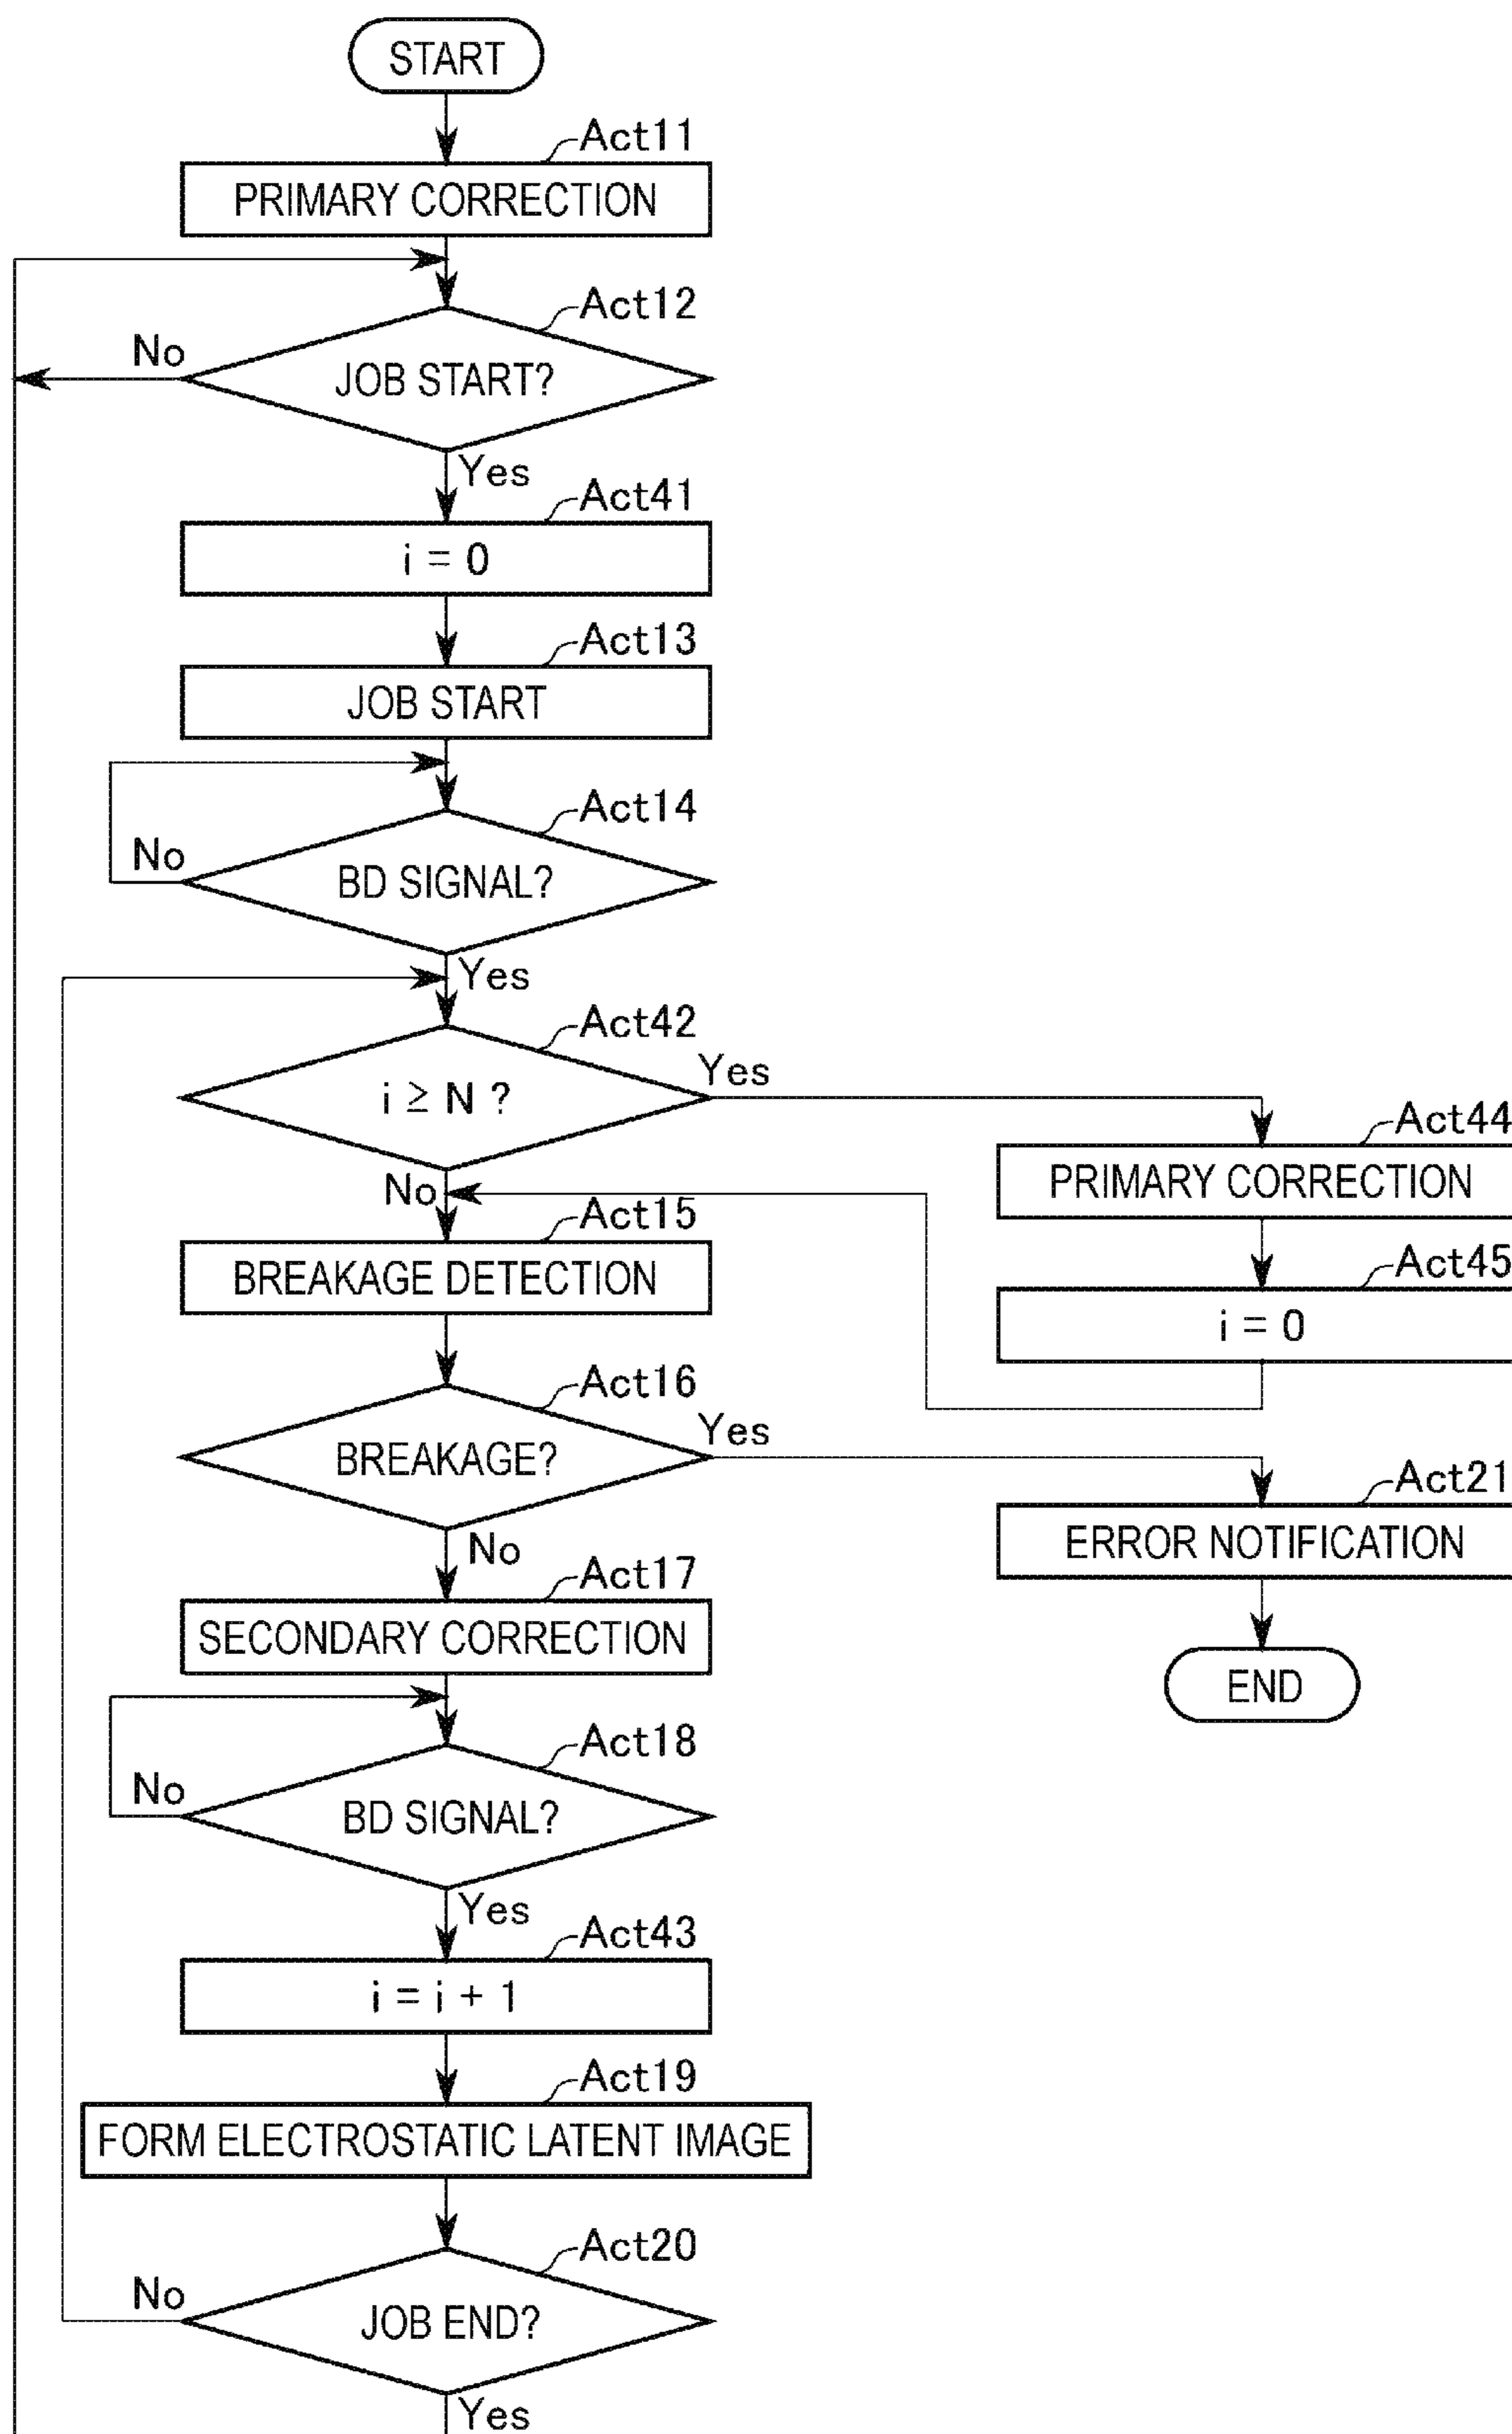 START
Act11
PRIMARY CORRECTION
Act12
No
JOB START?
Yes
Act41
i = 0
Act13
JOB START
Act14
No
BD SIGNAL?
Yes
Act42
i ≥ N ?
Yes
Act44
PRIMARY CORRECTION
No
Act15
BREAKAGE DETECTION
Act45
i = 0
Act16
BREAKAGE?
Yes
Act21
ERROR NOTIFICATION
END
No
Act17
SECONDARY CORRECTION
Act18
No
BD SIGNAL?
Yes
Act43
i = i + 1
Act19
FORM ELECTROSTATIC LATENT IMAGE
Act20
No
JOB END?
Yes